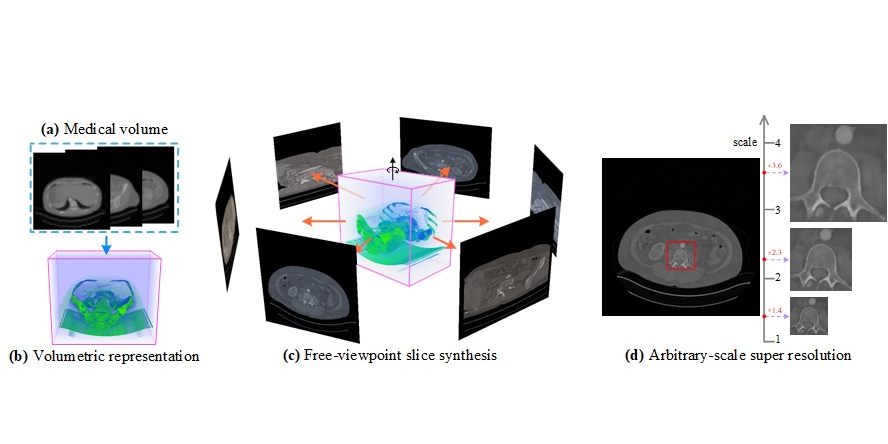 (a) Medical volume
(b) Volumetric representation
(c) Free-viewpoint slice synthesis
scale
4
×3.6
3
×2.3
2
×1.4
1
(d) Arbitrary-scale super resolution